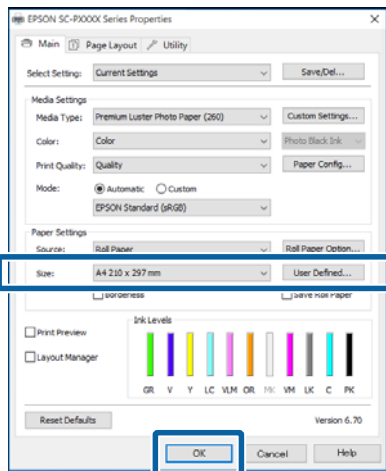 EPSON SC-PXXXX Series Properties
Main Page Layout Utility
Select Setting: Current Settings Save/Del...
Media Settings
Media Type: Premium Luster Photo Paper (260) Custom Settings...
Color: Color Photo Black Ink
Print Quality: Quality Paper Config...
Mode: Automatic Custom
EPSON Standard (sRGB)
Paper Settings
Source: Roll Paper Roll Paper Option...
Size: A4 210 x 297 mm User Defined...
Borderless Save Roll Paper
Print Preview
Layout Manager
Ink Levels
GR V Y LC VLM OR MK VM LK C PK
Reset Defaults Version 6.70
OK Cancel Help